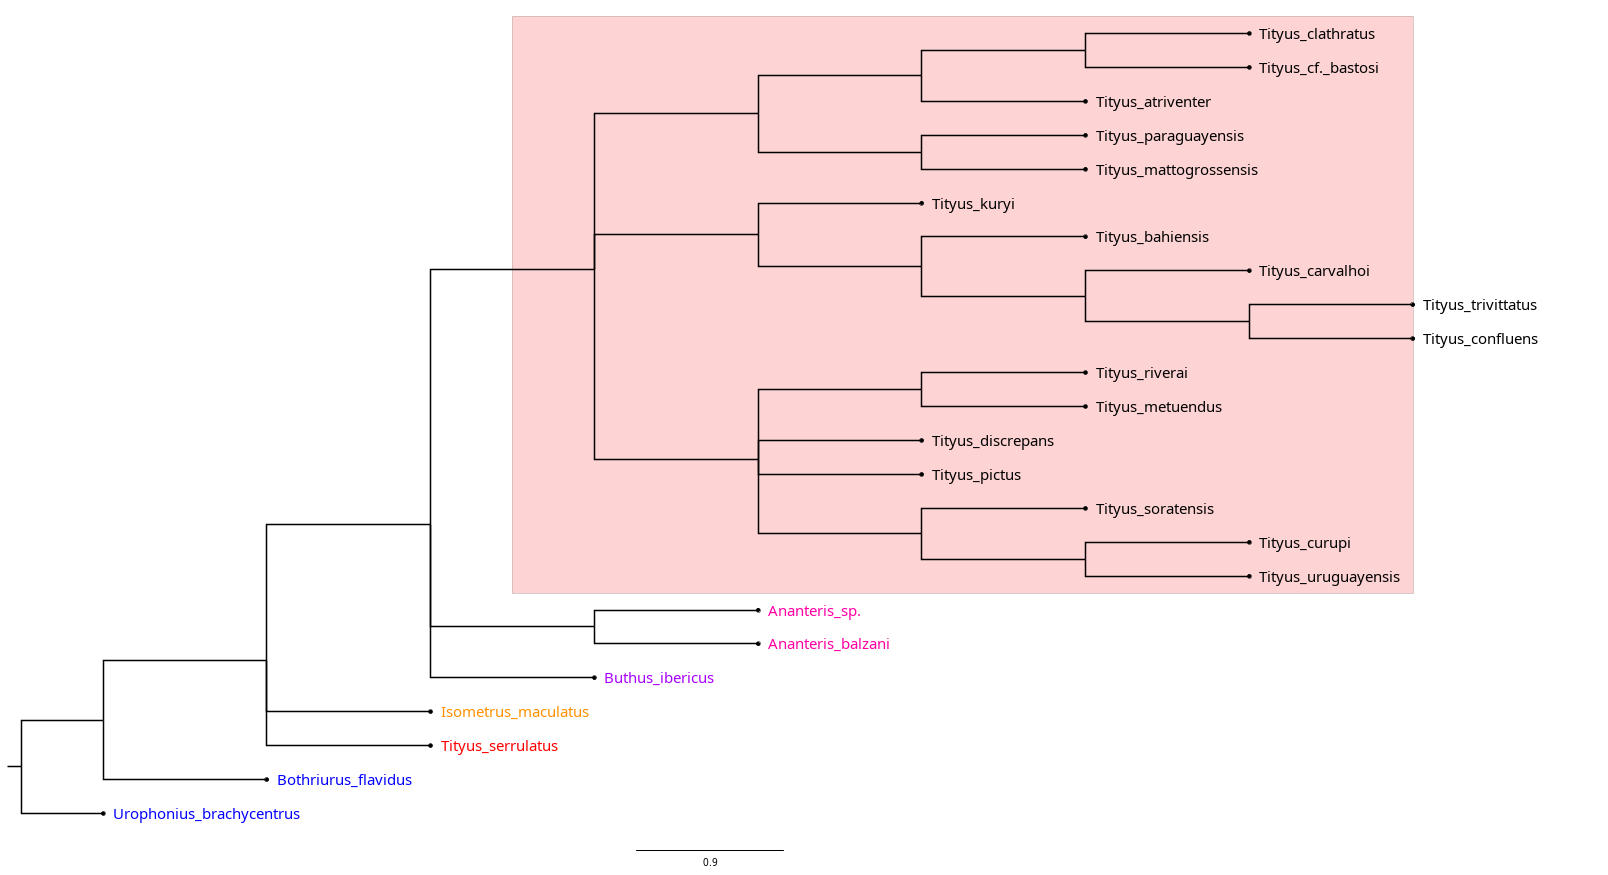 Tityus_clathratus
Tityus_cf._bastosi
Tityus_atriventer
Tityus_paraguayensis
Tityus_mattogrossensis
Tityus_kuryi
Tityus_bahiensis
Tityus_carvalhoi
Tityus_trivittatus
Tityus_confluens
Tityus_riverai
Tityus_metuendus
Tityus_discrepans
Tityus_pictus
Tityus_soratensis
Tityus_curupi
Tityus_uruguayensis
Ananteris_sp.
Ananteris_balzani
Buthus_ibericus
Isometrus_maculatus
Tityus_serrulatus
Bothriurus_flavidus
Urophonius_brachycentrus
0.9